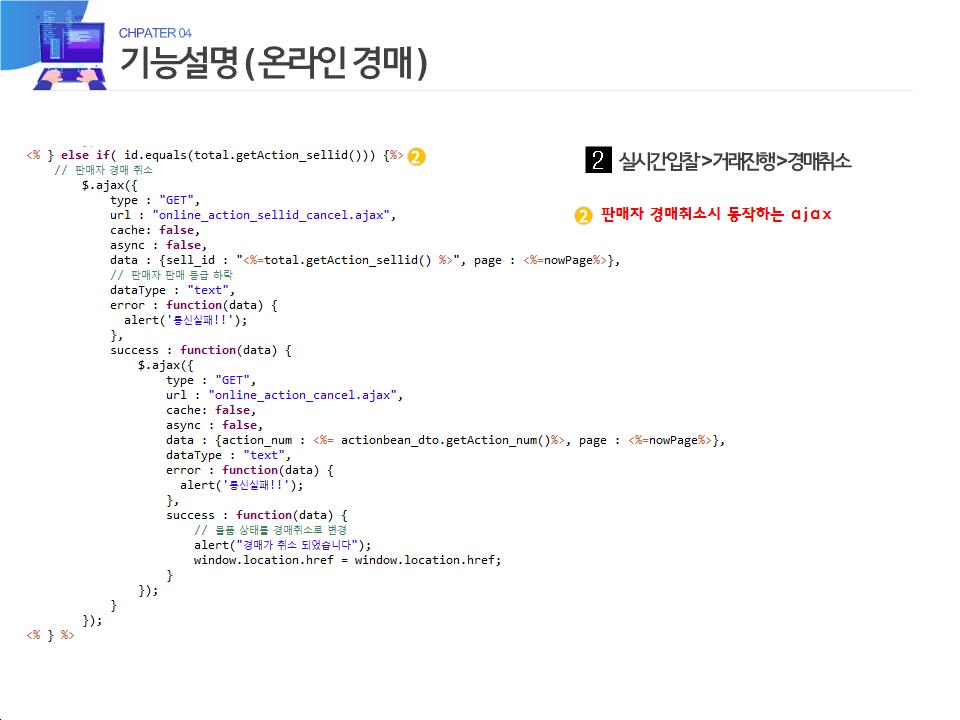 CHPATER 04
기능설명 ( 온라인 경매 )
<% } else if( id.equals(total.getAction_sellid())) {%> 2
// 판매자 경매 취소
$.ajax({
type : "GET",
url : "online_action_sellid_cancel.ajax",
cache: false,
async : false,
data : {sell_id : "<%=total.getAction_sellid() %>", page : <%=nowPage%>},
// 판매자 판매 등급 하락
dataType : "text",
error : function(data) {
alert('통신실패!!');
},
success : function(data) {
$.ajax({
type : "GET",
url : "online_action_cancel.ajax",
cache: false,
async : false,
data : {action_num : <%= actionbean_dto.getAction_num()%>, page : <%=nowPage%>},
dataType : "text",
error : function(data) {
alert('통신실패!!');
},
success : function(data) {
// 물품 상태를 경매취소로 변경
alert("경매가 취소 되었습니다");
window.location.href = window.location.href;
}
});
}
});
<% } %>
2 실시간입찰>거래진행>경매취소
2 판매자 경매취소시 동작하는 ajax